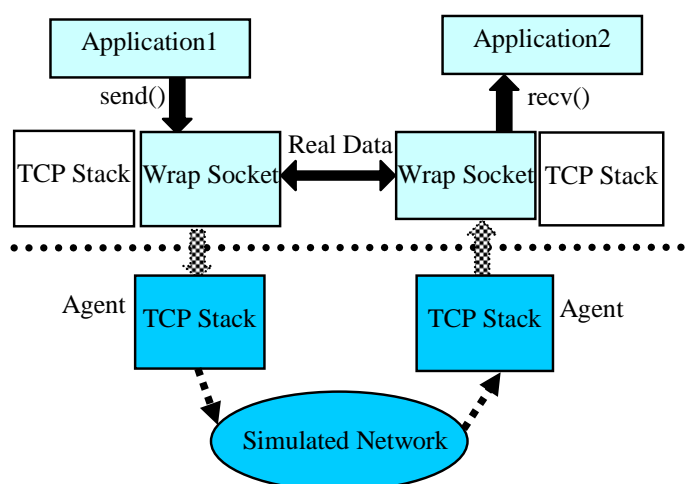 Application1
Application2
send()
recv()
Real Data
TCP Stack
Wrap Socket
Wrap Socket
TCP Stack
Agent
TCP Stack
TCP Stack
Agent
Simulated Network